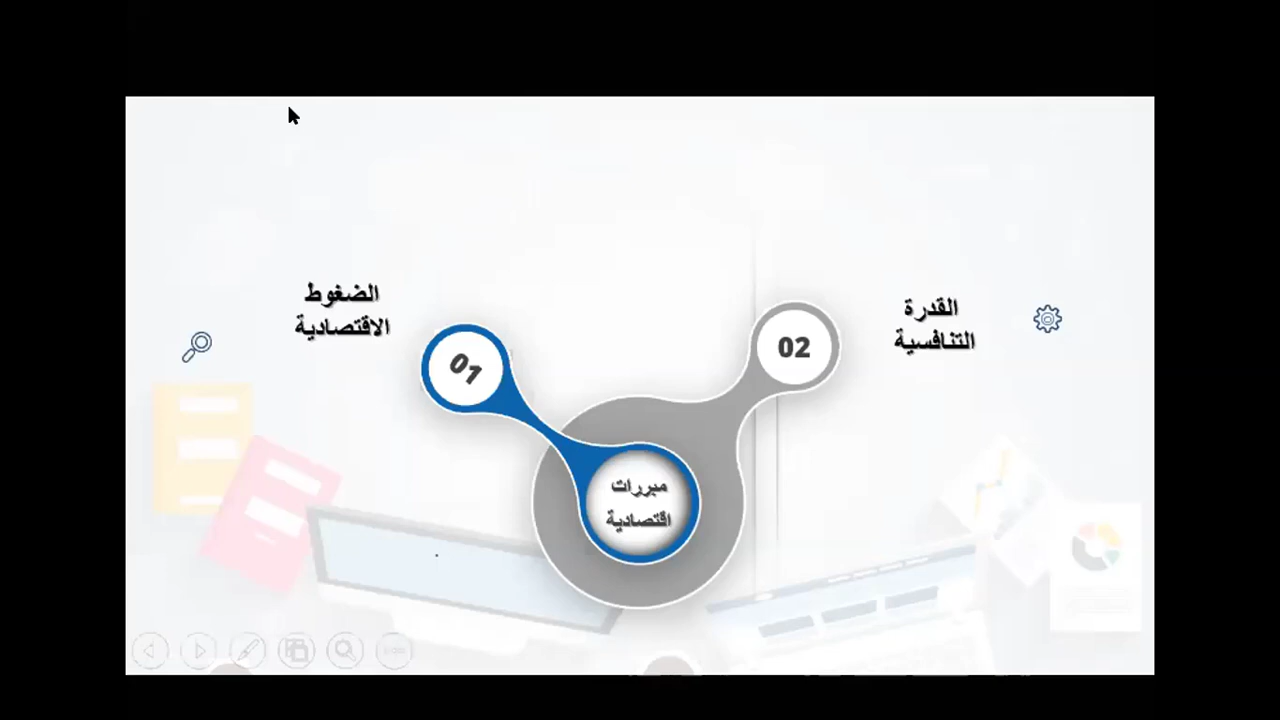 الضغوط
الاقتصادية
01
القدرة
التنافسية
02
مبررات
اقتصادية